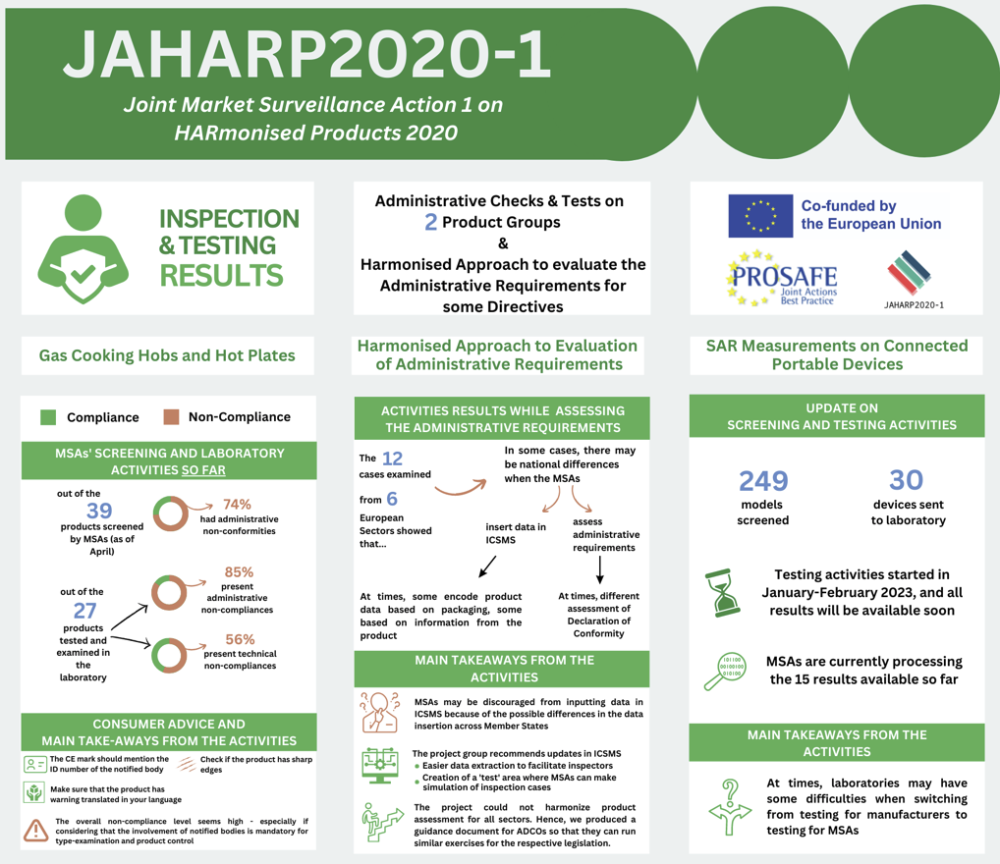 JAHARP2020-1
Joint Market Surveillance Action 1 on
HARmonised Products 2020
INSPECTION
& TESTING
RESULTS
Administrative Checks & Tests on
2 Product Groups
&
Harmonised Approach to evaluate the
Administrative Requirements for
some Directives
Co-funded by
the European Union
PROSAFE
Joint Actions
Best Practice
JAHARP2020-1
Gas Cooking Hobs and Hot Plates
Compliance
Non-Compliance
MSAs' SCREENING AND LABORATORY
ACTIVITIES SO FAR
out of the
39
products screened
by MSAs (as of
April)
74%
had administrative
non-conformities
out of the
27
products
tested and
examined in
the
laboratory
85%
present
administrative
non-compliances
56%
present technical
non-compliances
CONSUMER ADVICE AND
MAIN TAKE-AWAYS FROM THE ACTIVITIES
The CE mark should mention the
ID number of the notified body
Check if the product has sharp
edges
Make sure that the product has
warning translated in your language
The overall non-compliance level seems high - especially if
considering that the involvement of notified bodies is mandatory for
type-examination and product control
Harmonised Approach to Evaluation
of Administrative Requirements
ACTIVITIES RESULTS WHILE ASSESSING
THE ADMINISTRATIVE REQUIREMENTS
The 12
cases examined
from 6
European
Sectors showed
that...
In some cases, there may
be national differences
when the MSAs
insert data in
ICSMS
assess
administrative
requirements
At times, some encode product
data based on packaging, some
based on information from the
product
At times, different
assessment of
Declaration of
Conformity
MAIN TAKEAWAYS FROM THE
ACTIVITIES
MSAs may be discouraged from inputting data in
ICSMS because of the possible differences in the data
insertion across Member States
The project group recommends updates in ICSMS
Easier data extraction to facilitate inspectors
Creation of a 'test' area where MSAs can make
simulation of inspection cases
The project could not harmonize product
assessment for all sectors. Hence, we produced a
guidance document for ADCOs so that they can run
similar exercises for the respective legislation.
SAR Measurements on Connected
Portable Devices
UPDATE ON
SCREENING AND TESTING ACTIVITIES
249
models
screened
30
devices sent
to laboratory
Testing activities started in
January-February 2023, and all
results will be available soon
101100
00100100
010100
MSAs are currently processing
the 15 results available so far
MAIN TAKEAWAYS FROM THE
ACTIVITIES
At times, laboratories may have
some difficulties when switching
from testing for manufacturers to
testing for MSAs